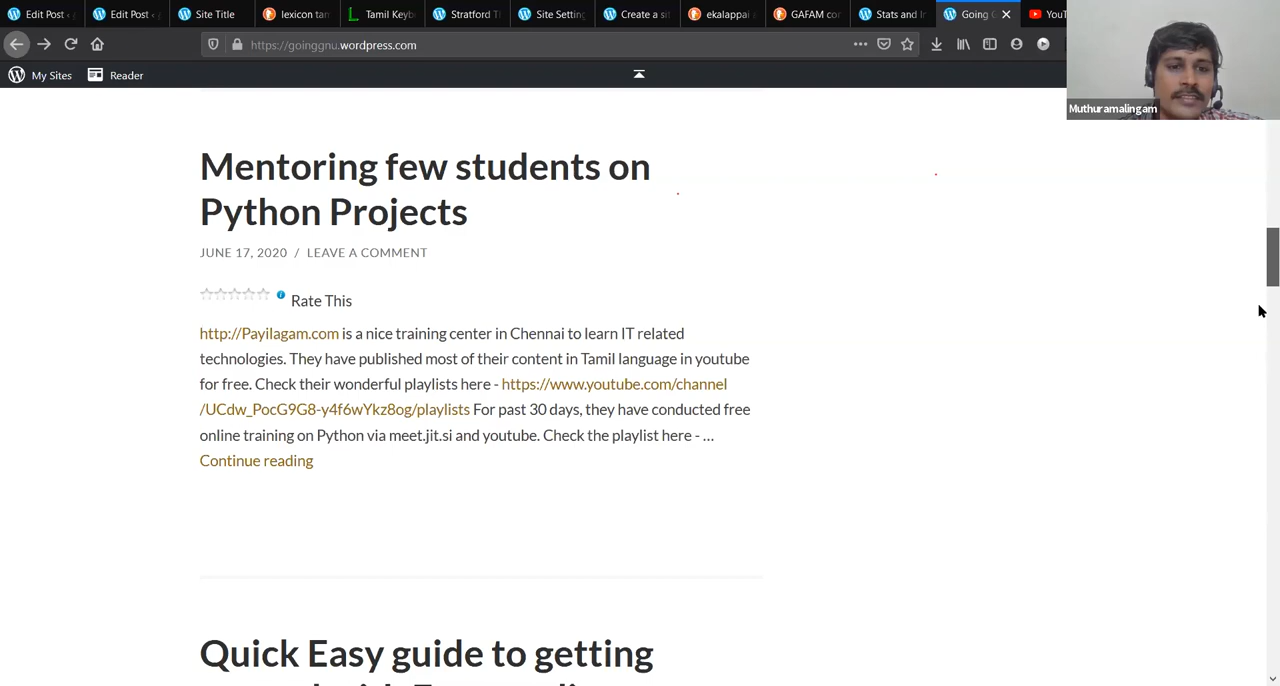 Edit Post ‹
Edit Post ‹
Site Title
lexicon tam
Tamil Keyb
Stratford T
Site Setting
Create a si
ekalappai
GAFAM co
Stats and In
Going
YouT
https://goinggnu.wordpress.com
My Sites
Reader
Muthuramalingam
Mentoring few students on
Python Projects
JUNE 17, 2020 / LEAVE A COMMENT
Rate This
http://Payilagam.com is a nice training center in Chennai to learn IT related
technologies. They have published most of their content in Tamil language in youtube
for free. Check their wonderful playlists here - https://www.youtube.com/channel
/UCdw_PocG9G8-y4f6wYkz8og/playlists For past 30 days, they have conducted free
online training on Python via meet.jit.si and youtube. Check the playlist here - …
Continue reading
Quick Easy guide to getting